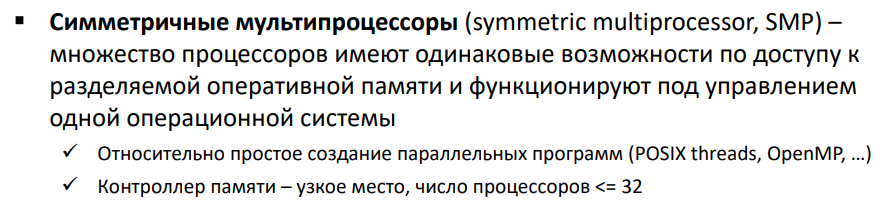 ▪ Симметричные мультипроцессоры (symmetric multiprocessor, SMP) –
множество процессоров имеют одинаковые возможности по доступу к
разделяемой оперативной памяти и функционируют под управлением
одной операционной системы
✓ Относительно простое создание параллельных программ (POSIX threads, OpenMP, …)
✓ Контроллер памяти – узкое место, число процессоров <= 32